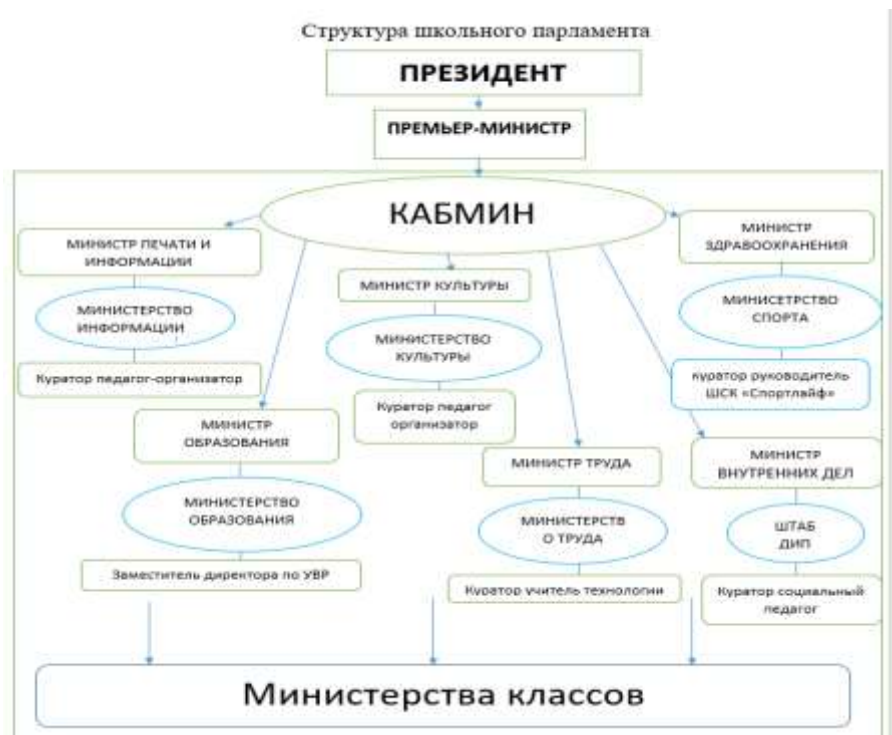 Структура школьного парламента
ПРЕЗИДЕНТ
ПРЕМЬЕР-МИНИСТР
КАБМИН
МИНИСТР ПЕЧАТИ И
ИНФОРМАЦИИ
МИНИСТЕРСТВО
ИНФОРМАЦИИ
Куратор педагог-организатор
МИНИСТР
ОБРАЗОВАНИЯ
МИНИСТЕРСТВО
ОБРАЗОВАНИЯ
Заместитель директора по УВР
МИНИСТР КУЛЬТУРЫ
МИНИСТЕРСТВО
КУЛЬТУРЫ
Куратор педагог
организатор
МИНИСТР ТРУДА
МИНИСТЕРСТВ
О ТРУДА
Куратор учитель технологии
МИНИСТР
ЗДРАВООХРАНЕНИЯ
МИНИСЕТРСТВО
СПОРТА
куратор руководитель
ШСК «Спортлайф»
МИНИСТР
ВНУТРЕННИХ ДЕЛ
ШТАБ
ДИП
Куратор социальный
педагог
Министерства классов